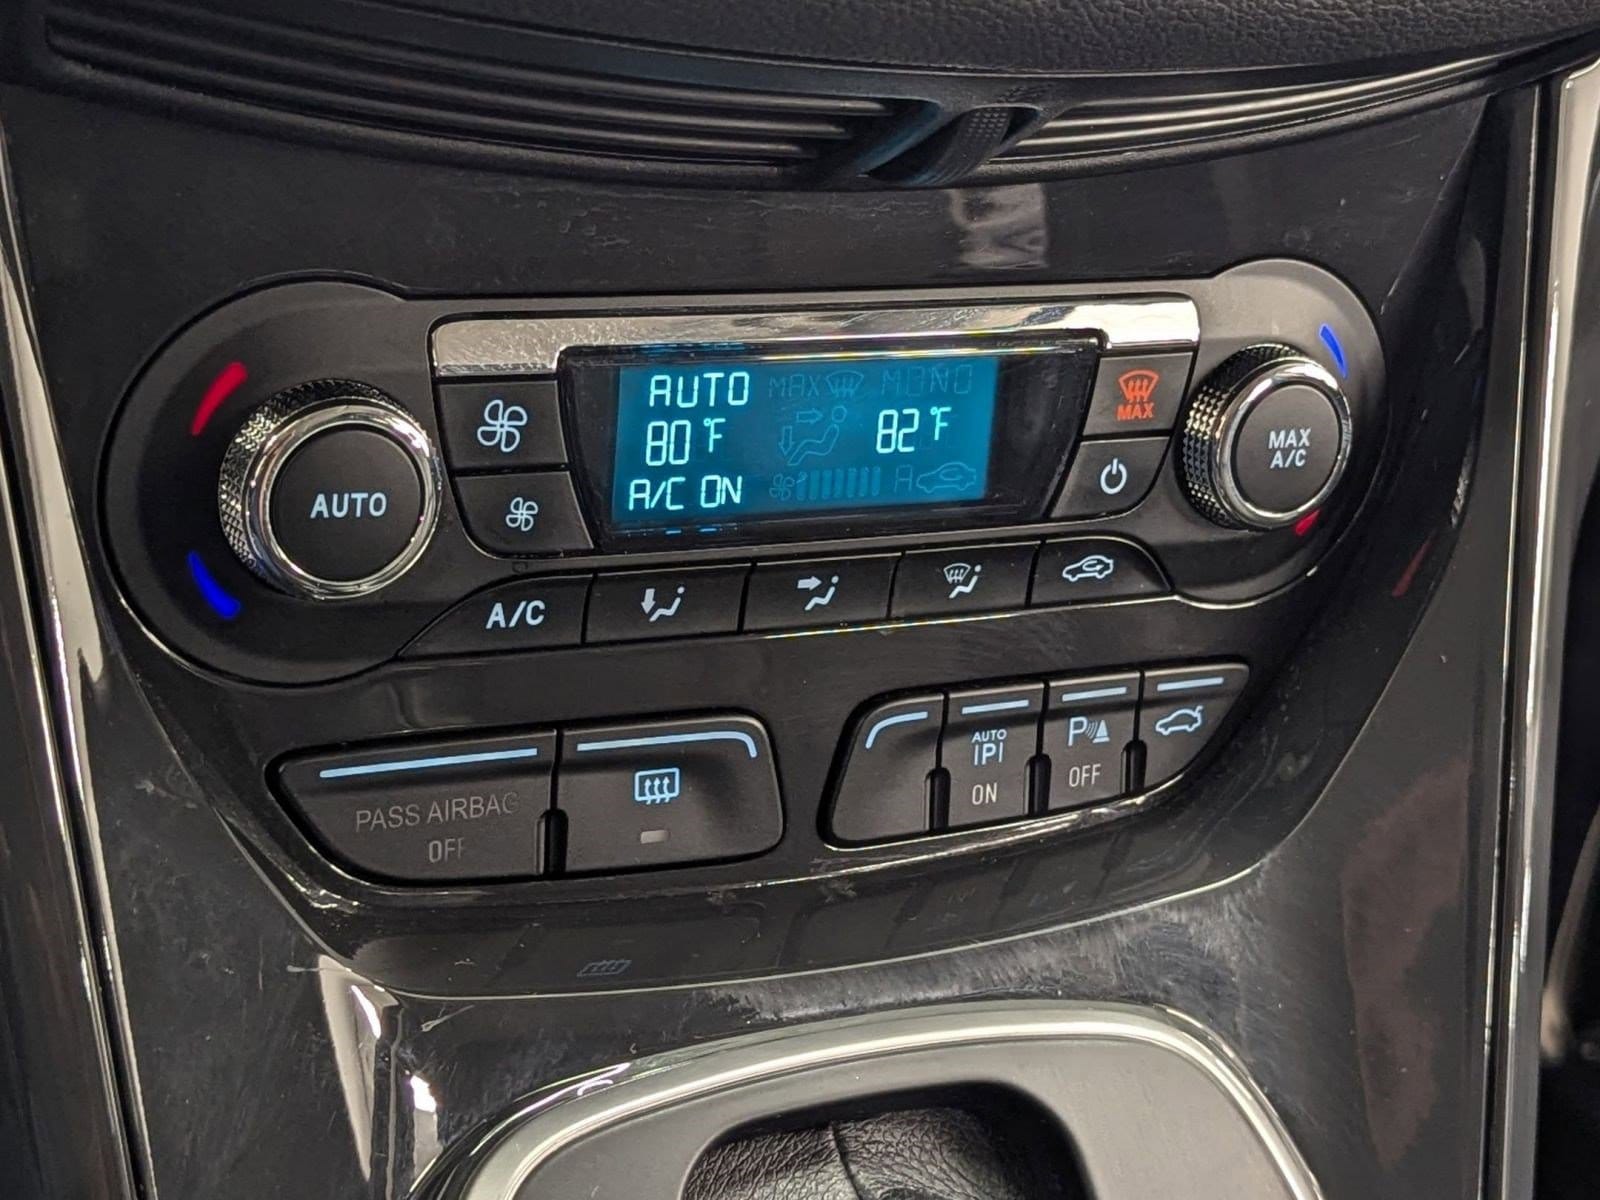 AUTO MAX MONO
80 °F 82 °F
A/C ON A
MAX
AUTO
MAX
A/C
A/C
AUTO
P
ON
P
OFF
PASS AIRBAG
OFF